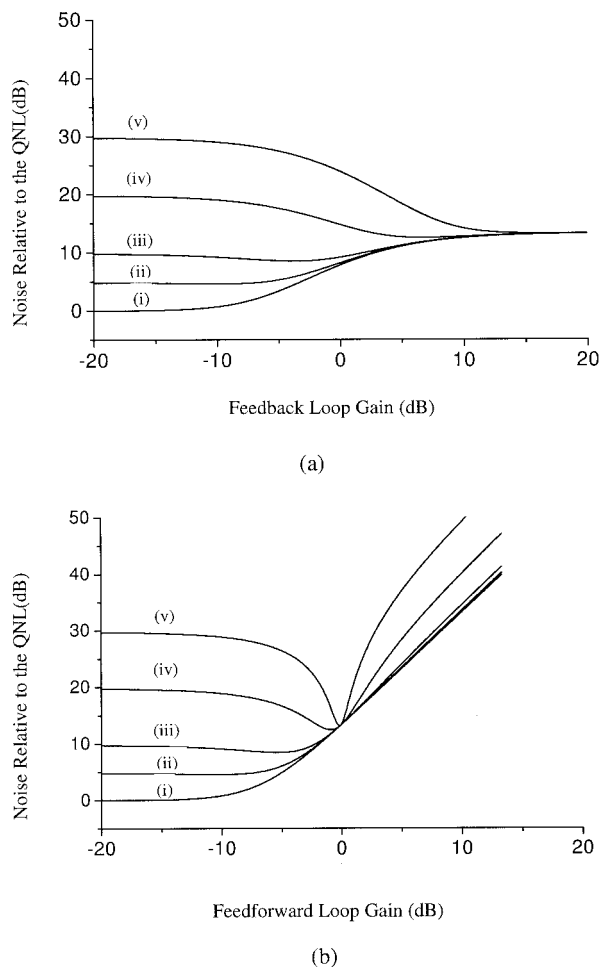 (a)
50
40
30
20
10
0
Noise Relative to the QNL(dB)
(v)
(iv)
(iii)
(ii)
(i)
-20
-10
0
10
20
Feedback Loop Gain (dB)
(a)
50
40
30
20
10
0
Noise Relative to the QNL(dB)
(v)
(iv)
(iii)
(ii)
(i)
-20
-10
0
10
20
Feedforward Loop Gain (dB)
(b)